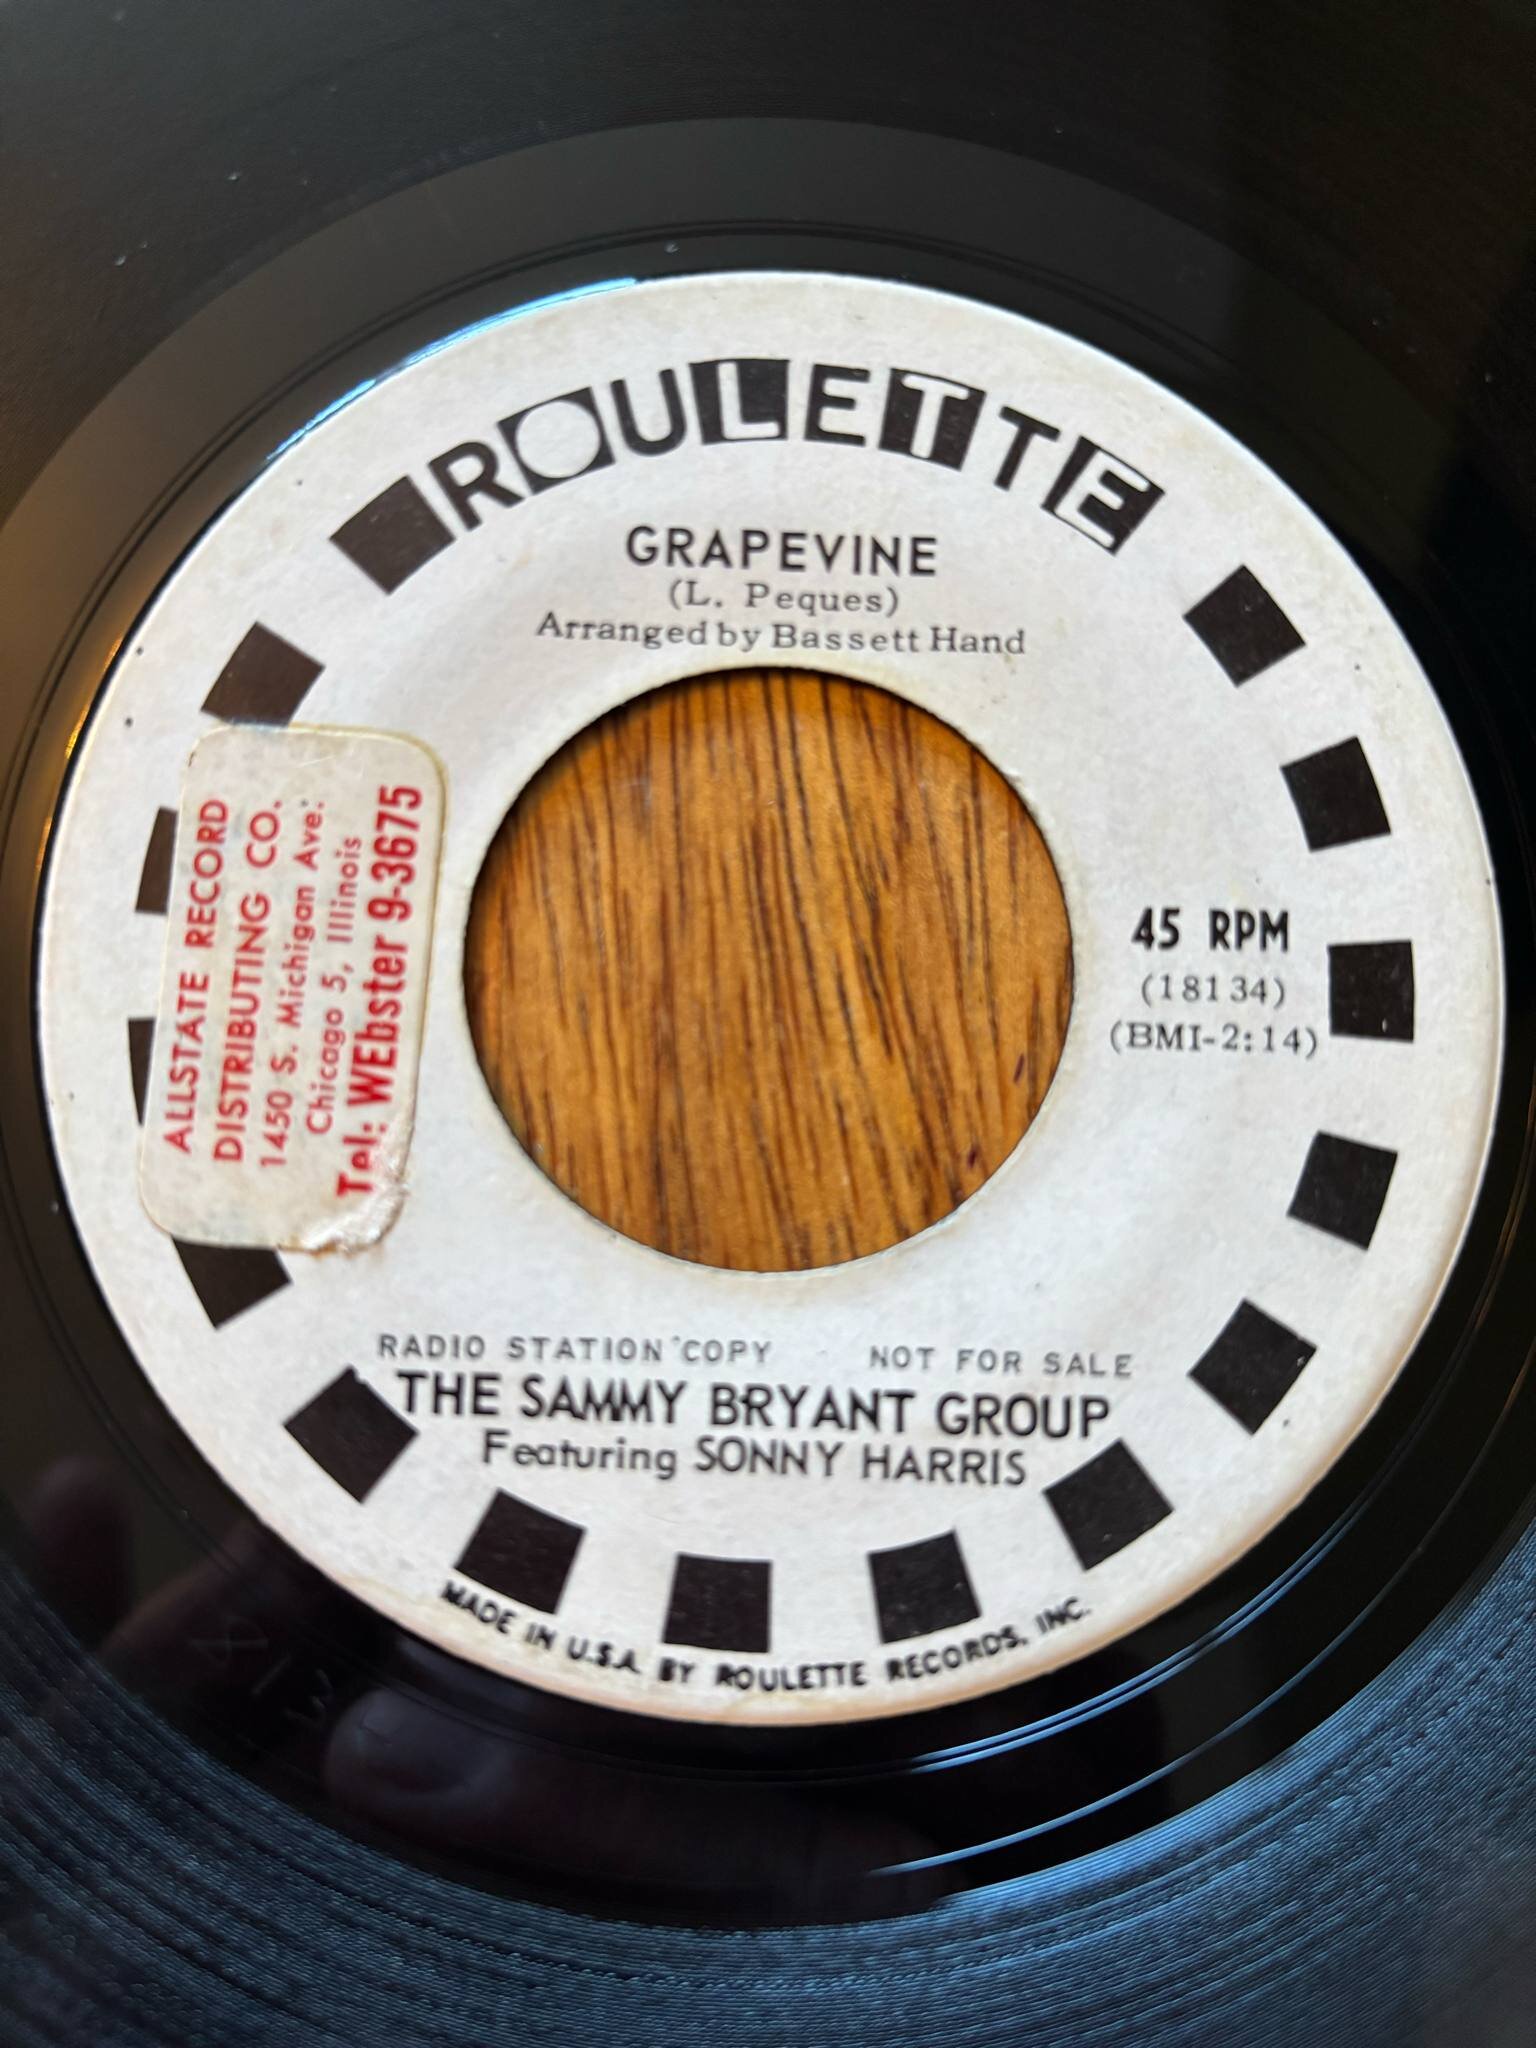 ROULETTE
GRAPEVINE
(L. Peques)
Arranged by Bassett Hand
ALLSTATE RECORD
DISTRIBUTING CO.
1450 S. Michigan Ave.
Chicago 5, Illinois
Tel: WEbster 9-3675
45 RPM
(18134)
(BMI-2:14)
RADIO STATION COPY NOT FOR SALE
THE SAMMY BRYANT GROUP
Featuring SONNY HARRIS
MADE IN U.S.A. BY ROULETTE RECORDS, INC.